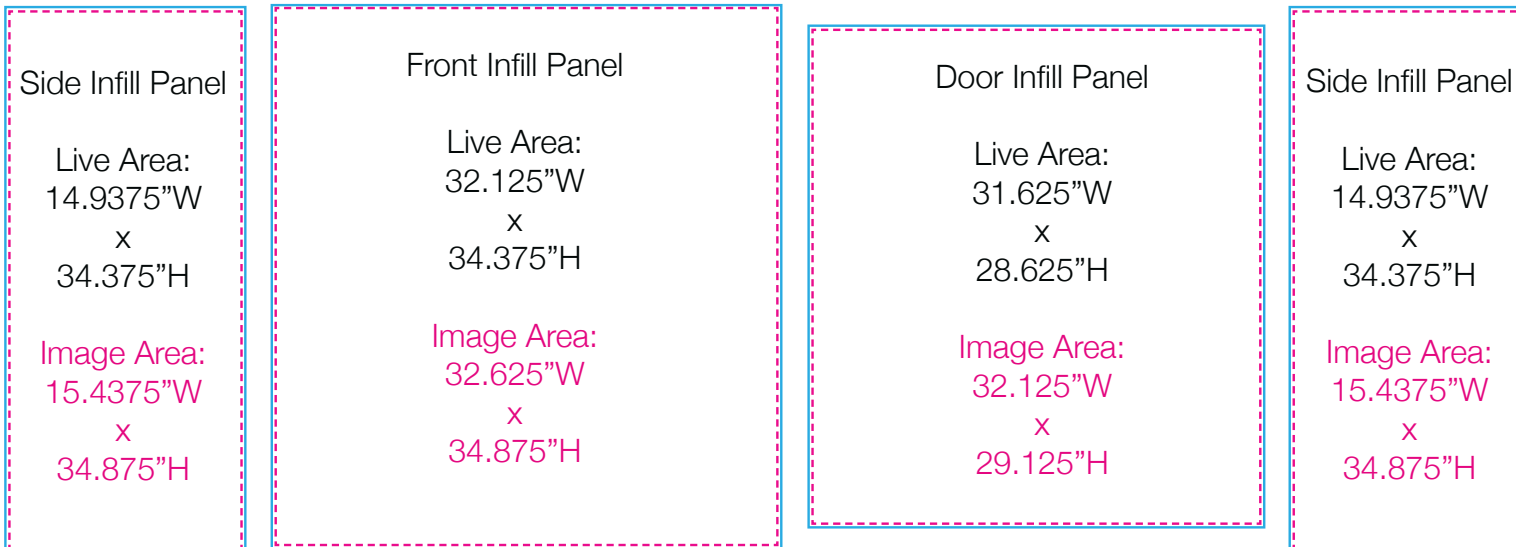 Side Infill Panel
Live Area:
14.9375”W
x
34.375”H
Image Area:
15.4375”W
x
34.875”H
Front Infill Panel
Live Area:
32.125”W
x
34.375”H
Image Area:
32.625”W
x
34.875”H
Door Infill Panel
Live Area:
31.625”W
x
28.625”H
Image Area:
32.125”W
x
29.125”H
Side Infill Panel
Live Area:
14.9375”W
x
34.375”H
Image Area:
15.4375”W
x
34.875”H